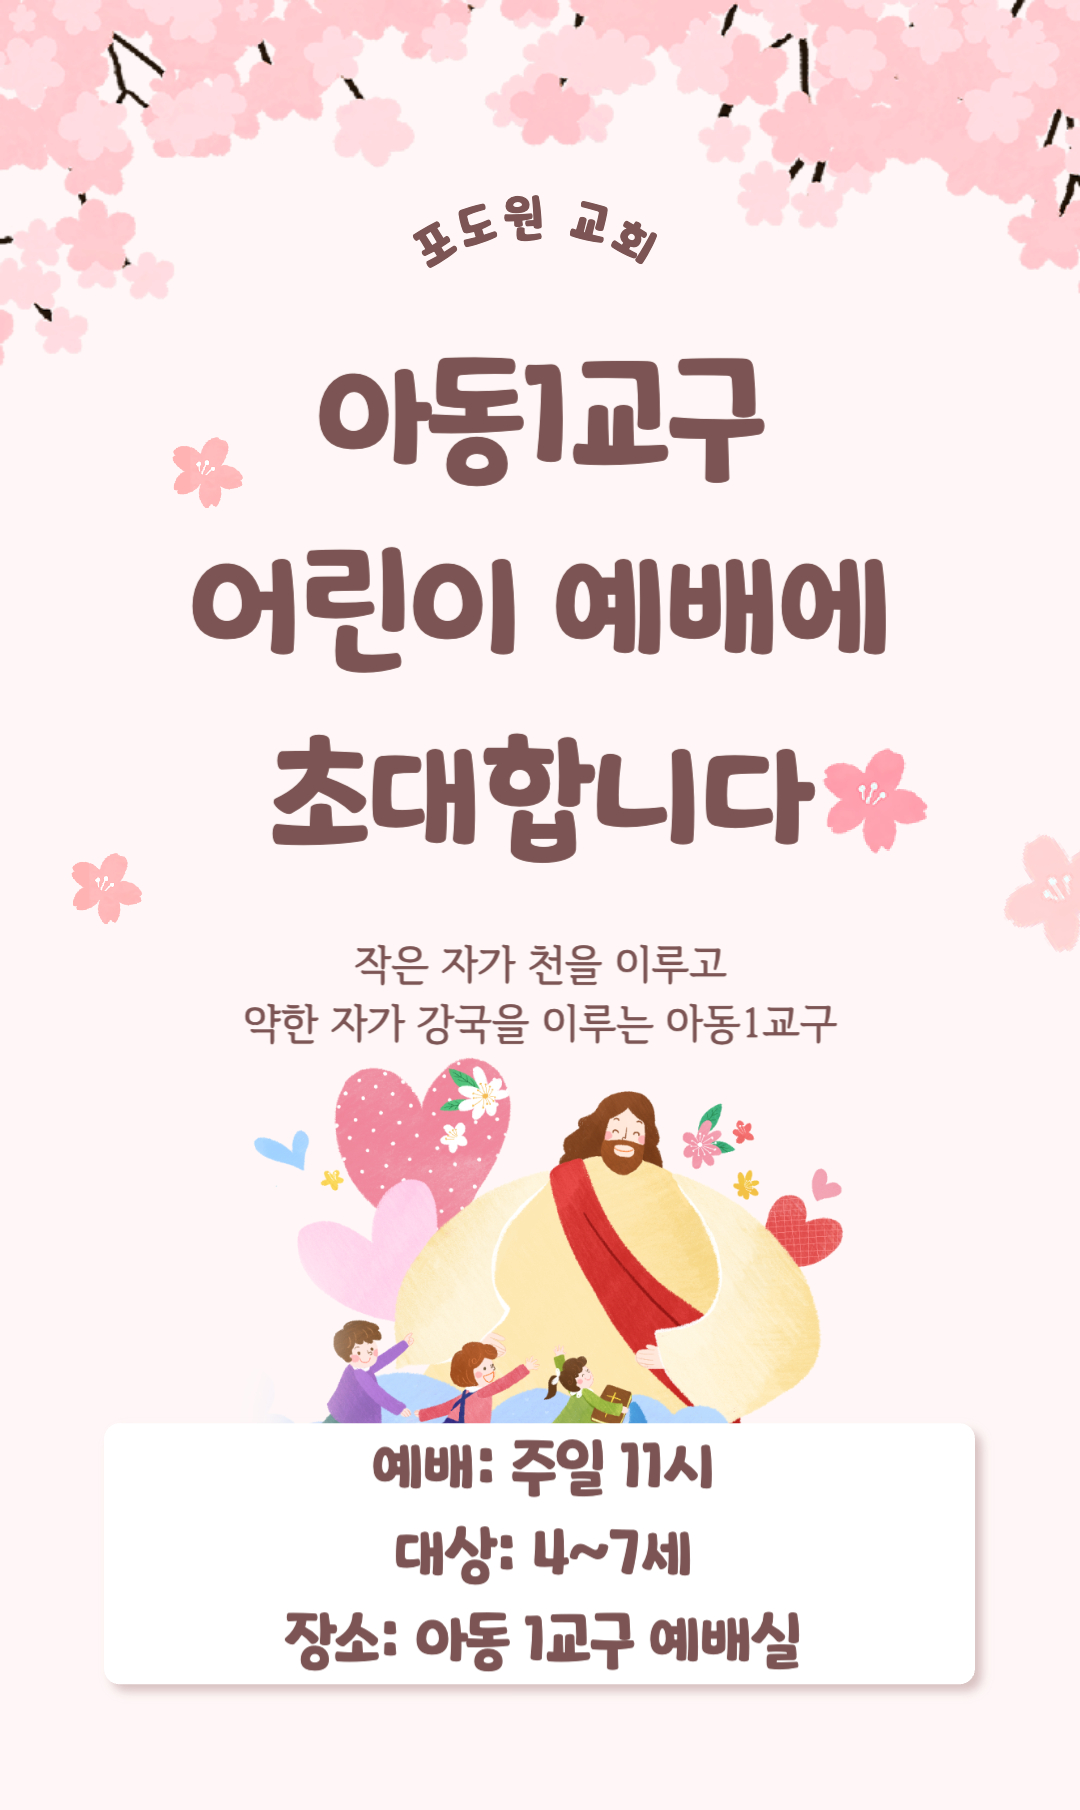 포도원 교회
아동1교구
어린이 예배에
초대합니다
작은 자가 천을 이루고
약한 자가 강국을 이루는 아동1교구
예배: 주일 11시
대상: 4~7세
장소: 아동 1교구 예배실